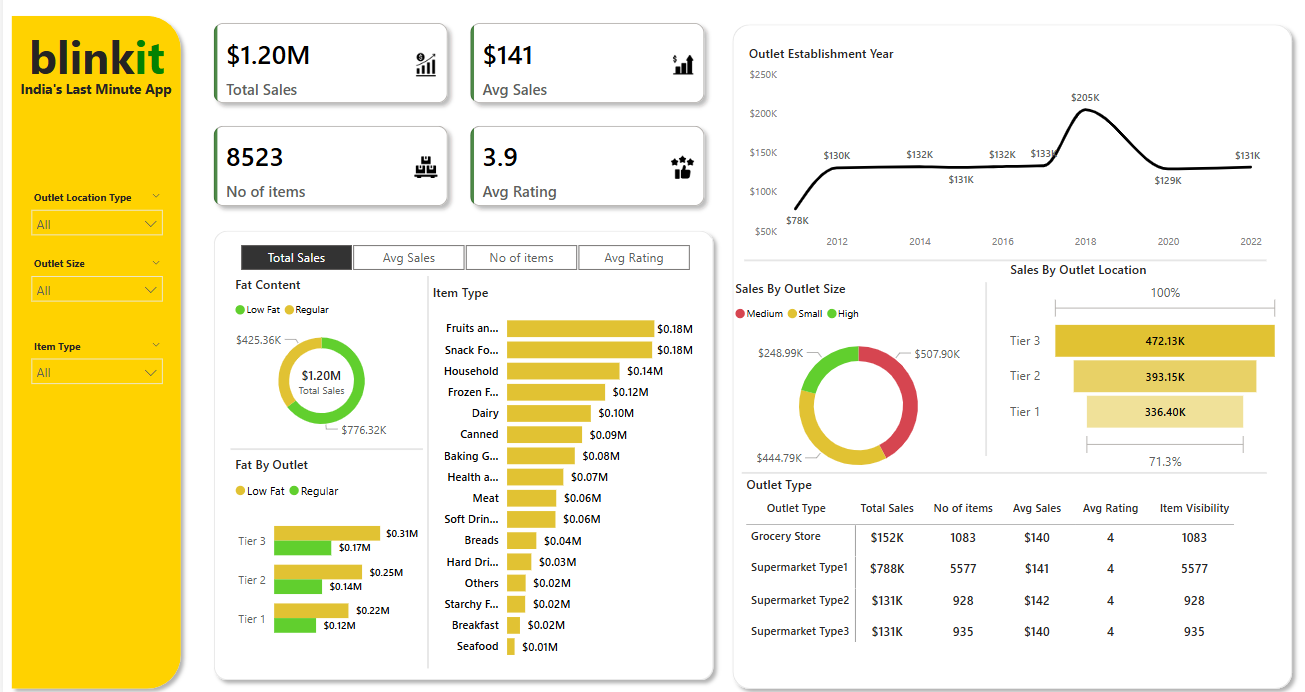 blinkit
India's Last Minute App
Outlet Location Type
All
Outlet Size
All
Item Type
All
$1.20M
Total Sales
$141
Avg Sales
8523
No of items
3.9
Avg Rating
Total Sales Avg Sales No of items Avg Rating
Fat Content
Low Fat Regular
$425.36K
$1.20M
Total Sales
$776.32K
Fat By Outlet
Low Fat Regular
Tier 3 $0.31M
$0.17M
Tier 2 $0.25M
$0.14M
Tier 1 $0.22M
$0.12M
Item Type
Fruits an... $0.18M
Snack Fo... $0.18M
Household $0.14M
Frozen F... $0.12M
Dairy $0.10M
Canned $0.09M
Baking G... $0.08M
Health a... $0.07M
Meat $0.06M
Soft Drin... $0.06M
Breads $0.04M
Hard Dri... $0.03M
Others $0.02M
Starchy F... $0.02M
Breakfast $0.02M
Seafood $0.01M
Outlet Establishment Year
$250K
$200K
$150K
$100K
$50K
$78K $130K $132K $131K $132K $133K $205K $129K $131K
2012 2014 2016 2018 2020 2022
Sales By Outlet Size
Medium Small High
$248.99K
$507.90K
$444.79K
Sales By Outlet Location
100%
Tier 3 472.13K
Tier 2 393.15K
Tier 1 336.40K
71.3%
Outlet Type
Outlet Type Total Sales No of items Avg Sales Avg Rating Item Visibility
Grocery Store $152K 1083 $140 4 1083
Supermarket Type1 $788K 5577 $141 4 5577
Supermarket Type2 $131K 928 $142 4 928
Supermarket Type3 $131K 935 $140 4 935